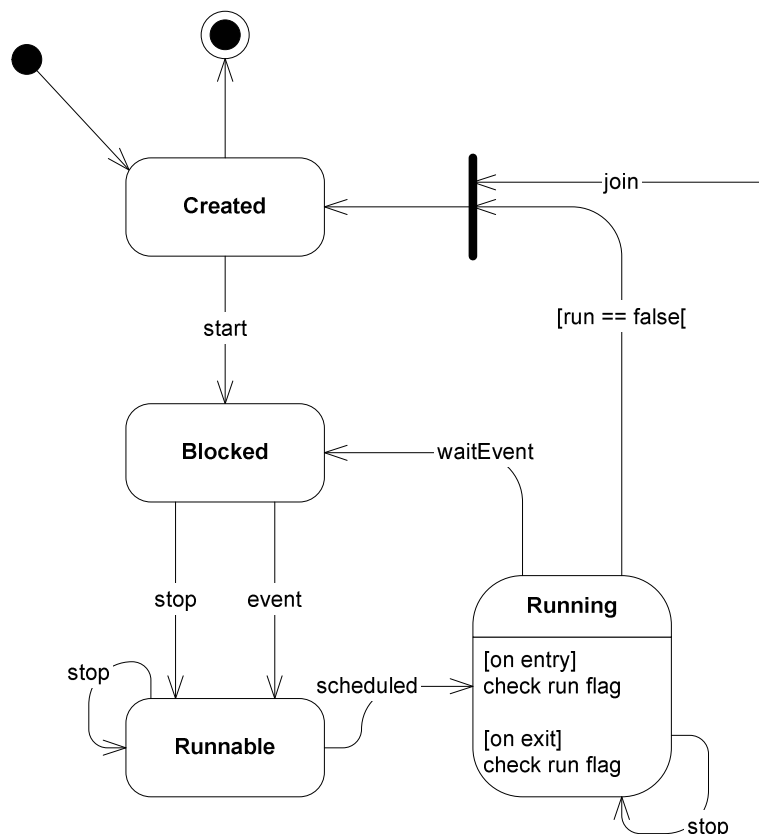 join
Created
[run == false[
start
Blocked
waitEvent
stop
event
Running
stop
scheduled
[on entry]
check run flag
Runnable
[on exit]
check run flag
stop